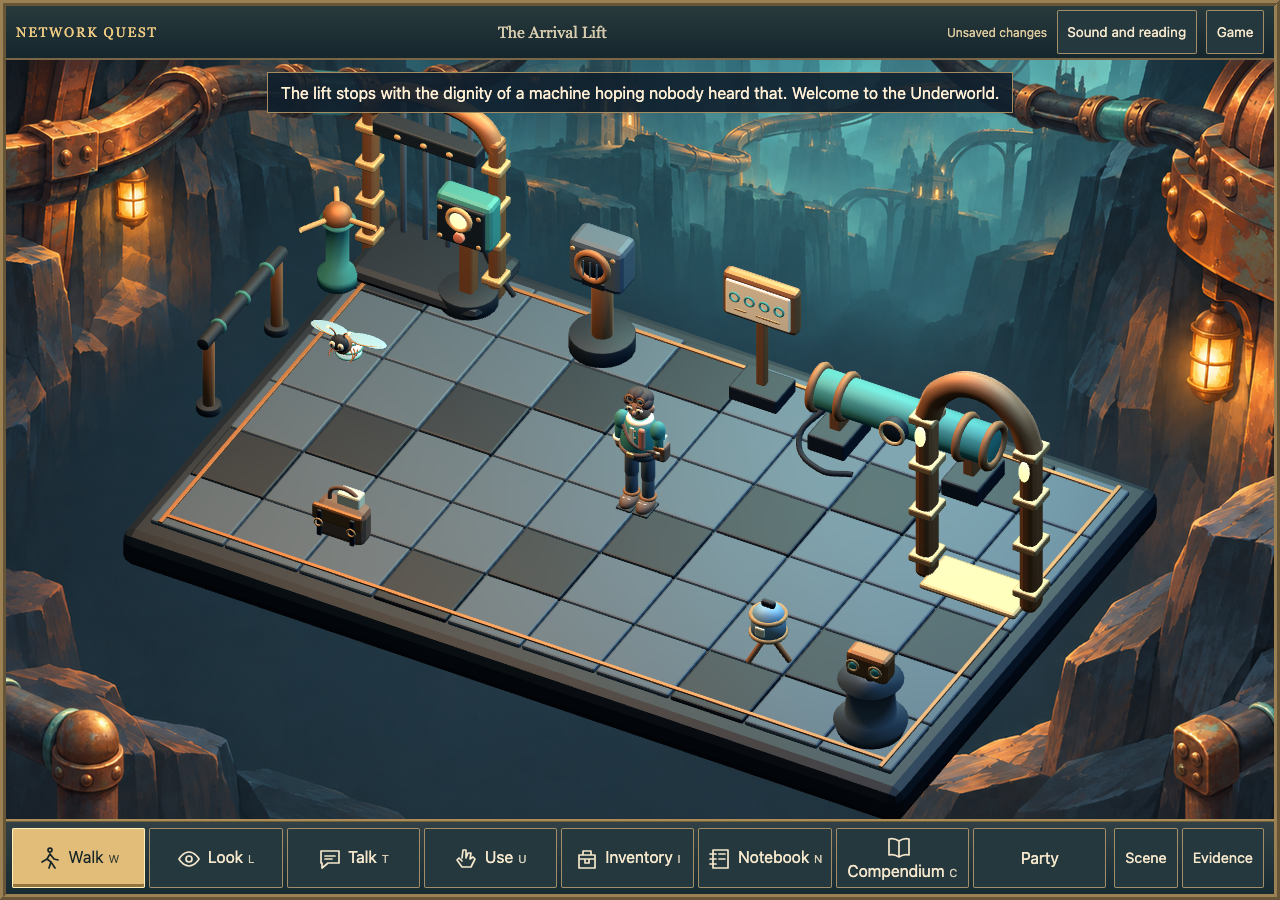 NETWORK QUEST
The Arrival Lift
Unsaved changes
Sound and reading
Game
The lift stops with the dignity of a machine hoping nobody heard that. Welcome to the Underworld.
Walk W
Look L
Talk T
Use U
Inventory I
Notebook N
Compendium C
Party
Scene
Evidence